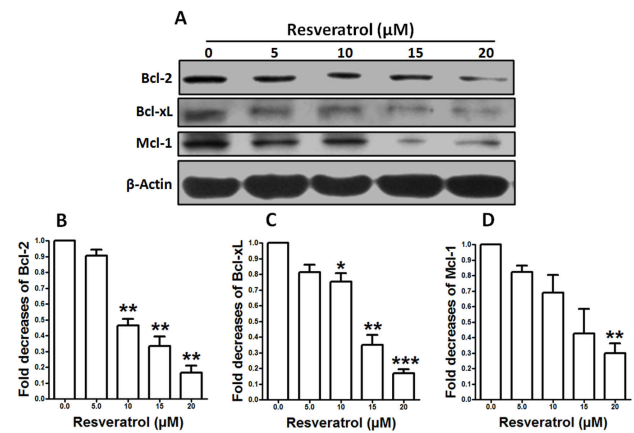 A
Resveratrol (µM)
0 5 10 15 20
Bcl-2
Bcl-xL
Mcl-1
β-Actin
B C D
Fold decreases of Bcl-2
1.0
0.9
0.8
0.7
0.6
0.5
0.4
0.3
0.2
0.1
0.0
** ** **
0.0 5.0 10 15 20
Resveratrol (µM)
Fold decreases of Bcl-xL
1.0
0.9
0.8
0.7
0.6
0.5
0.4
0.3
0.2
0.1
0.0
* ** ***
0.0 5.0 10 15 20
Resveratrol (µM)
Fold decreases of Mcl-1
1.0
0.9
0.8
0.7
0.6
0.5
0.4
0.3
0.2
0.1
0.0
**
0.0 5.0 10 15 20
Resveratrol (µM)